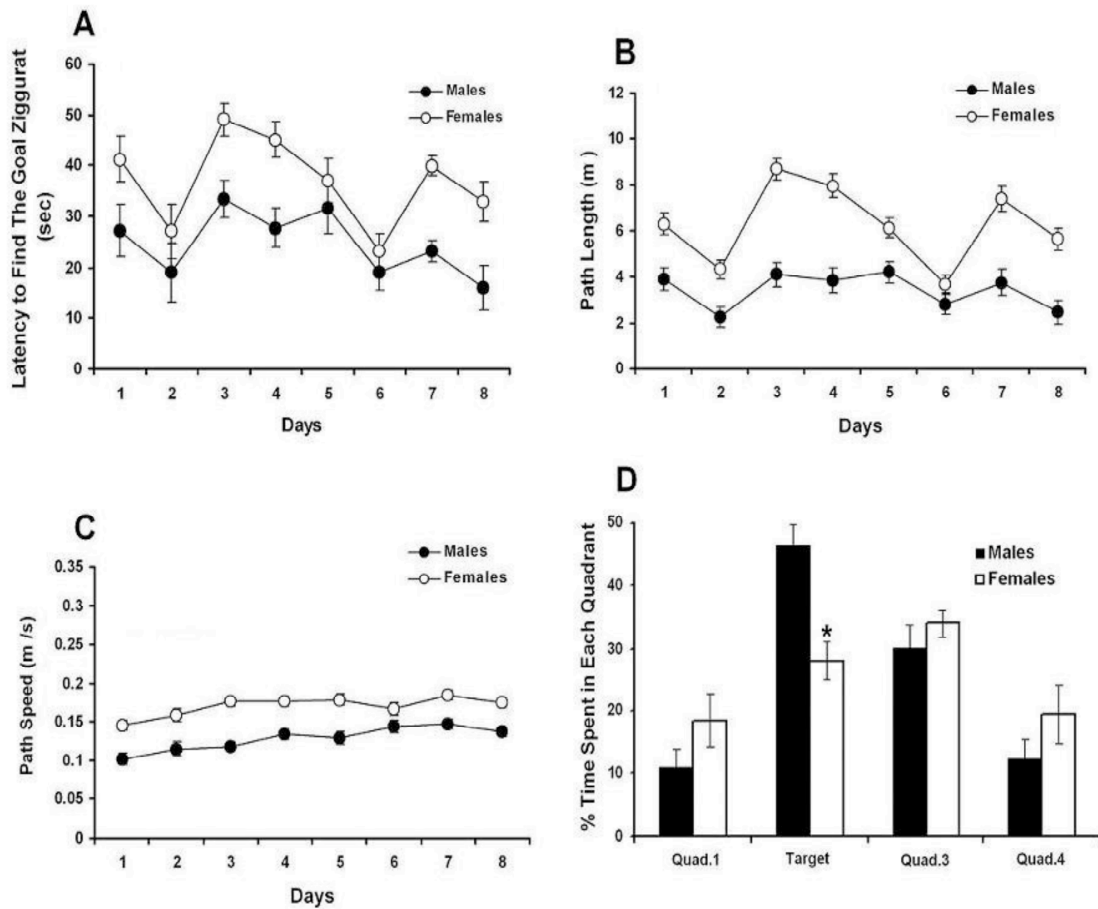 A
Latency to Find The Goal Ziggurat
(sec)
60
50
40
30
20
10
0
Males
Females
1 2 3 4 5 6 7 8
Days
B
Path Length (m )
12
10
8
6
4
2
0
Males
Females
1 2 3 4 5 6 7 8
Days
C
Path Speed (m /s)
0.35
0.3
0.25
0.2
0.15
0.1
0.05
0
Males
Females
1 2 3 4 5 6 7 8
Days
D
% Time Spent in Each Quadrant
50
40
30
20
10
0
Males
Females
*
Quad.1 Target Quad.3 Quad.4